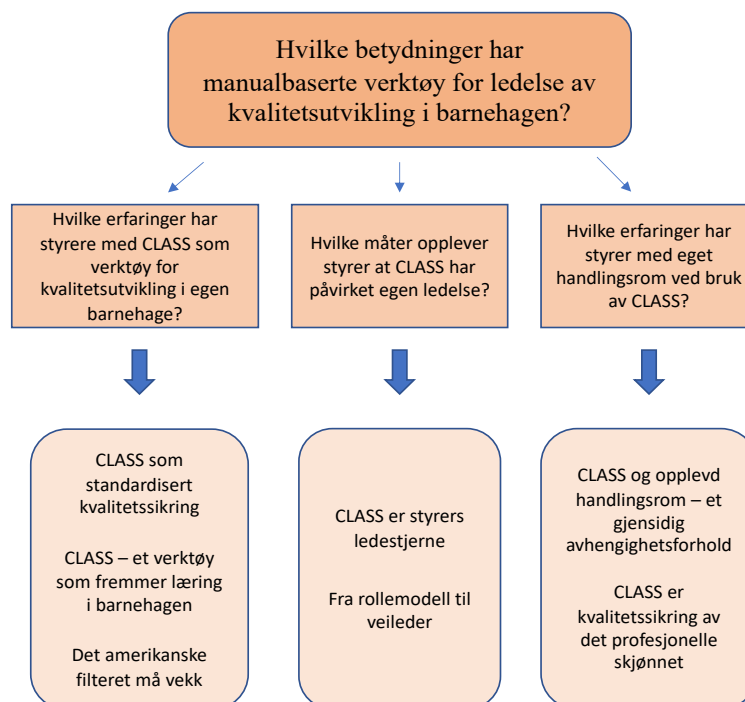 Hvilke betydninger har
manualbaserte verktøy for ledelse av
kvalitetsutvikling i barnehagen?
Hvilke erfaringer har
styrere med CLASS som
verktøy for
kvalitetsutvikling i egen
barnehage?
Hvilke måter opplever
styrer at CLASS har
påvirket egen ledelse?
Hvilke erfaringer har
styrer med eget
handlingsrom ved bruk
av CLASS?
CLASS som
standardisert
kvalitetssikring
CLASS – et verktøy
som fremmer læring
i barnehagen
Det amerikanske
filteret må vekk
CLASS er styrers
ledestjerne
Fra rollemodell til
veileder
CLASS og opplevd
handlingsrom – et
gjensidig
avhengighetsforhold
CLASS er
kvalitetssikring av
det profesjonelle
skjønnet